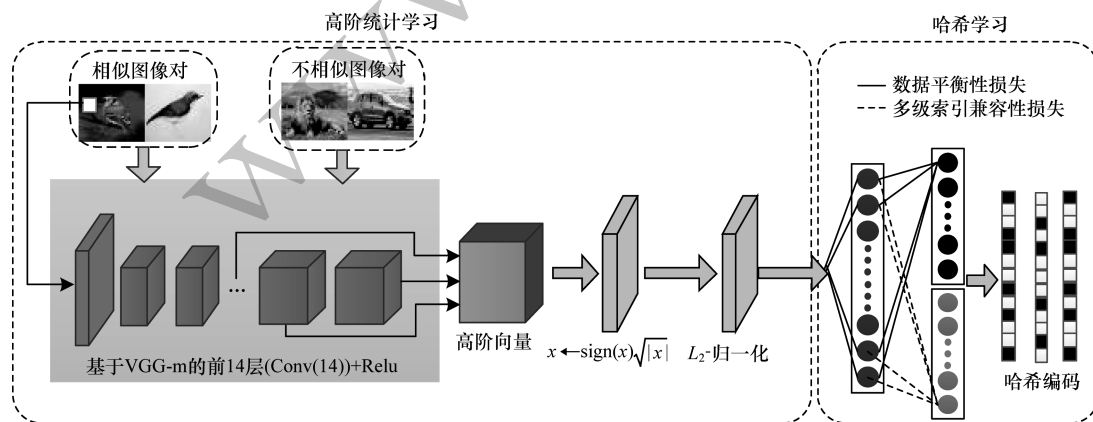 高阶统计学习
哈希学习
相似图像对
不相似图像对
数据平衡性损失
多级索引兼容性损失
...
高阶向量
x←sign(x)√|x|
L₂-归一化
基于VGG-m的前14层(Conv(14))+Relu
哈希编码